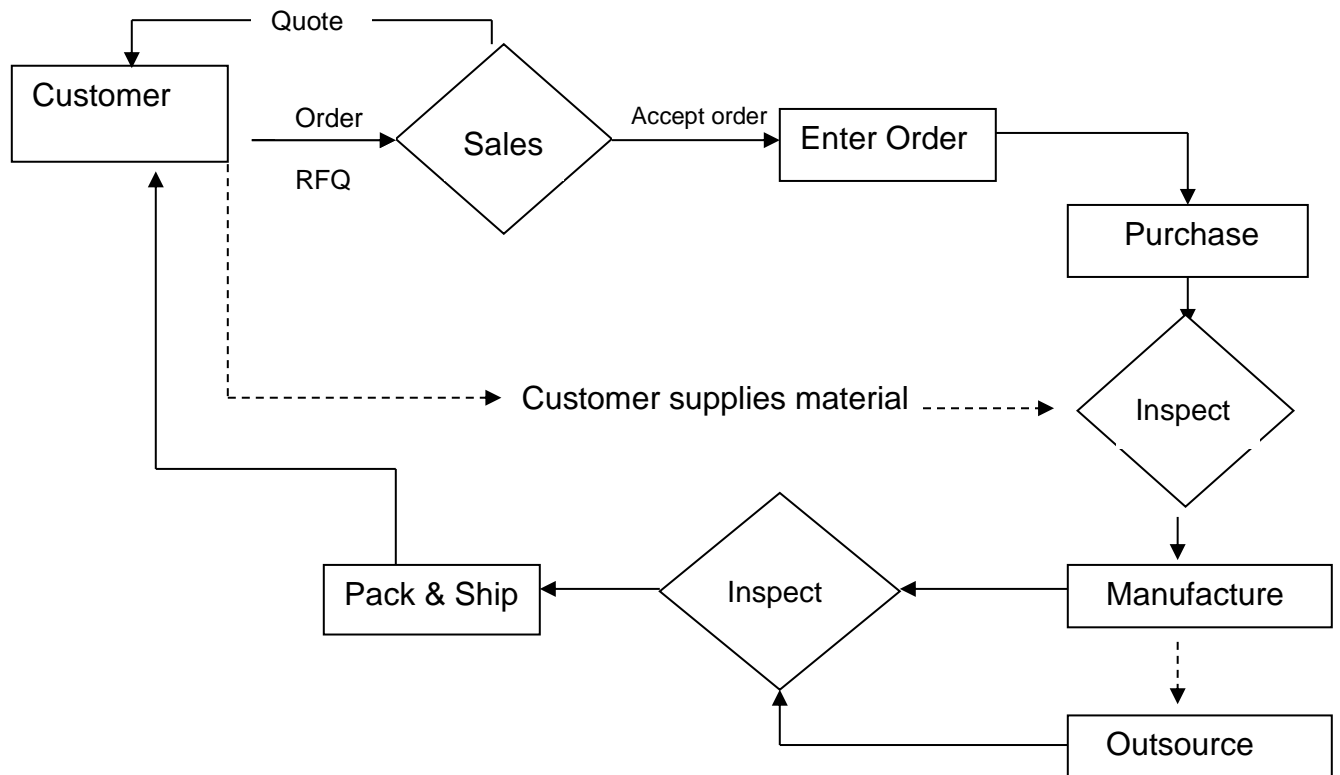 Quote
Customer
Order
RFQ
Sales
Accept order
Enter Order
Purchase
Customer supplies material
Inspect
Pack & Ship
Inspect
Manufacture
Outsource